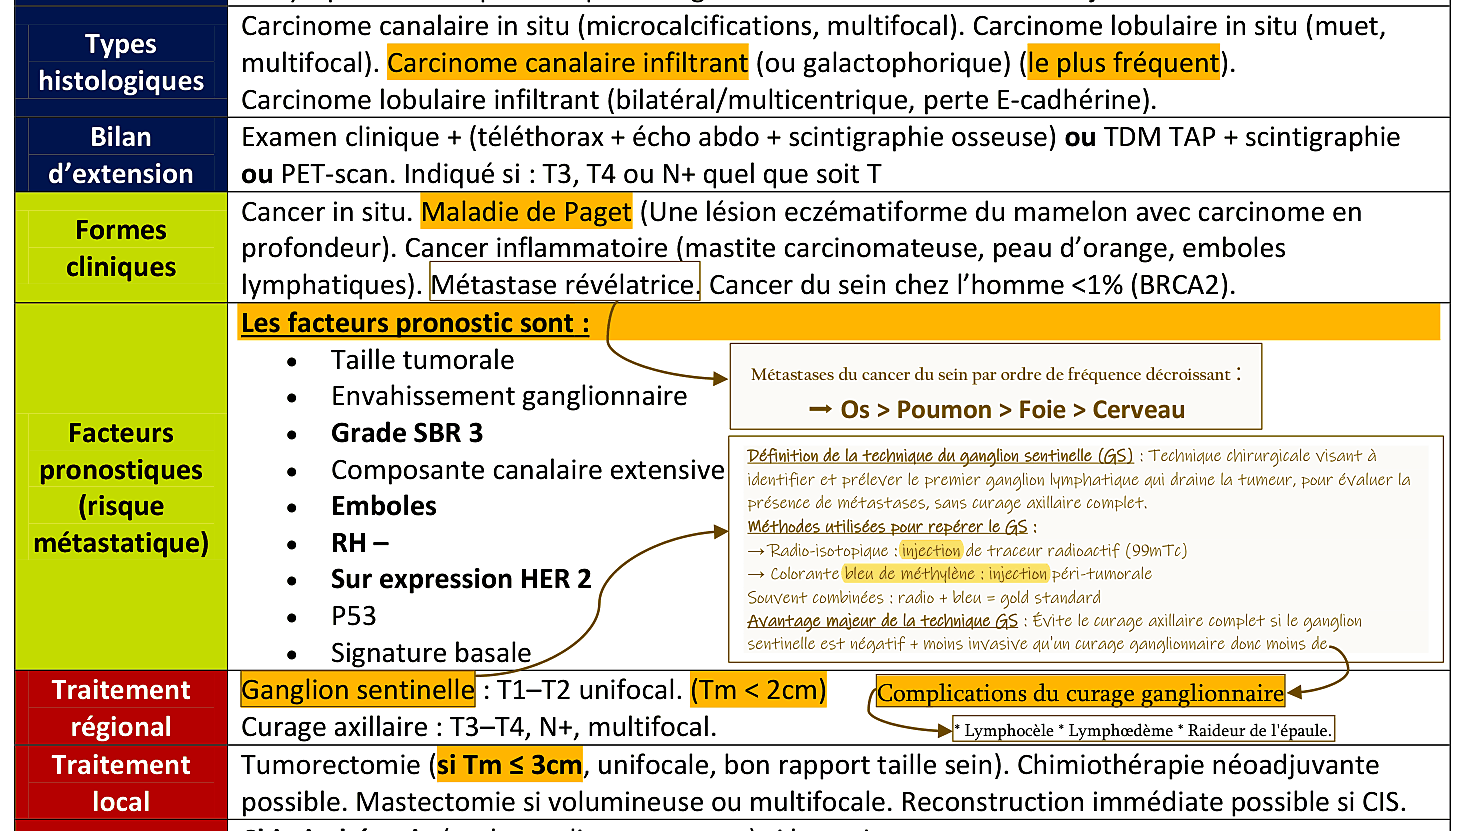 Types
histologiques
Carcinome canalaire in situ (microcalcifications, multifocal). Carcinome lobulaire in situ (muet,
multifocal). Carcinome canalaire infiltrant (ou galactophorique) (le plus fréquent).
Carcinome lobulaire infiltrant (bilatéral/multicentrique, perte E-cadhérine).
Bilan
d’extension
Examen clinique + (téléthorax + écho abdo + scintigraphie osseuse) ou TDM TAP + scintigraphie
ou PET-scan. Indiqué si : T3, T4 ou N+ quel que soit T
Formes
cliniques
Cancer in situ. Maladie de Paget (Une lésion eczématiforme du mamelon avec carcinome en
profondeur). Cancer inflammatoire (mastite carcinomateuse, peau d’orange, emboles
lymphatiques). Métastase révélatrice. Cancer du sein chez l’homme <1% (BRCA2).
Facteurs
pronostiques
(risque
métastatique)
Les facteurs pronostic sont :
• Taille tumorale
• Envahissement ganglionnaire
• Grade SBR 3
• Composante canalaire extensive
• Emboles
• RH –
• Sur expression HER 2
• P53
• Signature basale
Métastases du cancer du sein par ordre de fréquence décroissant :
➞ Os > Poumon > Foie > Cerveau
Définition de la technique du ganglion sentinelle (GS) : Technique chirurgicale visant à
identifier et prélever le premier ganglion lymphatique qui draine la tumeur, pour évaluer la
présence de métastases, sans curage axillaire complet.
Méthodes utilisées pour repérer le GS :
→ Radio-isotopique : injection de traceur radioactif (99mTc)
→ Colorante bleu de méthylène : injection péri-tumorale
Souvent combinées : radio + bleu = gold standard
Avantage majeur de la technique GS : Évite le curage axillaire complet si le ganglion
sentinelle est négatif + moins invasive qu'un curage ganglionnaire donc moins de
Traitement
régional
Ganglion sentinelle : T1–T2 unifocal. (Tm < 2cm)
Curage axillaire : T3–T4, N+, multifocal.
Complications du curage ganglionnaire
* Lymphocèle * Lymphœdème * Raideur de l'épaule.
Traitement
local
Tumorectomie (si Tm ≤ 3cm, unifocale, bon rapport taille sein). Chimiothérapie néoadjuvante
possible. Mastectomie si volumineuse ou multifocale. Reconstruction immédiate possible si CIS.